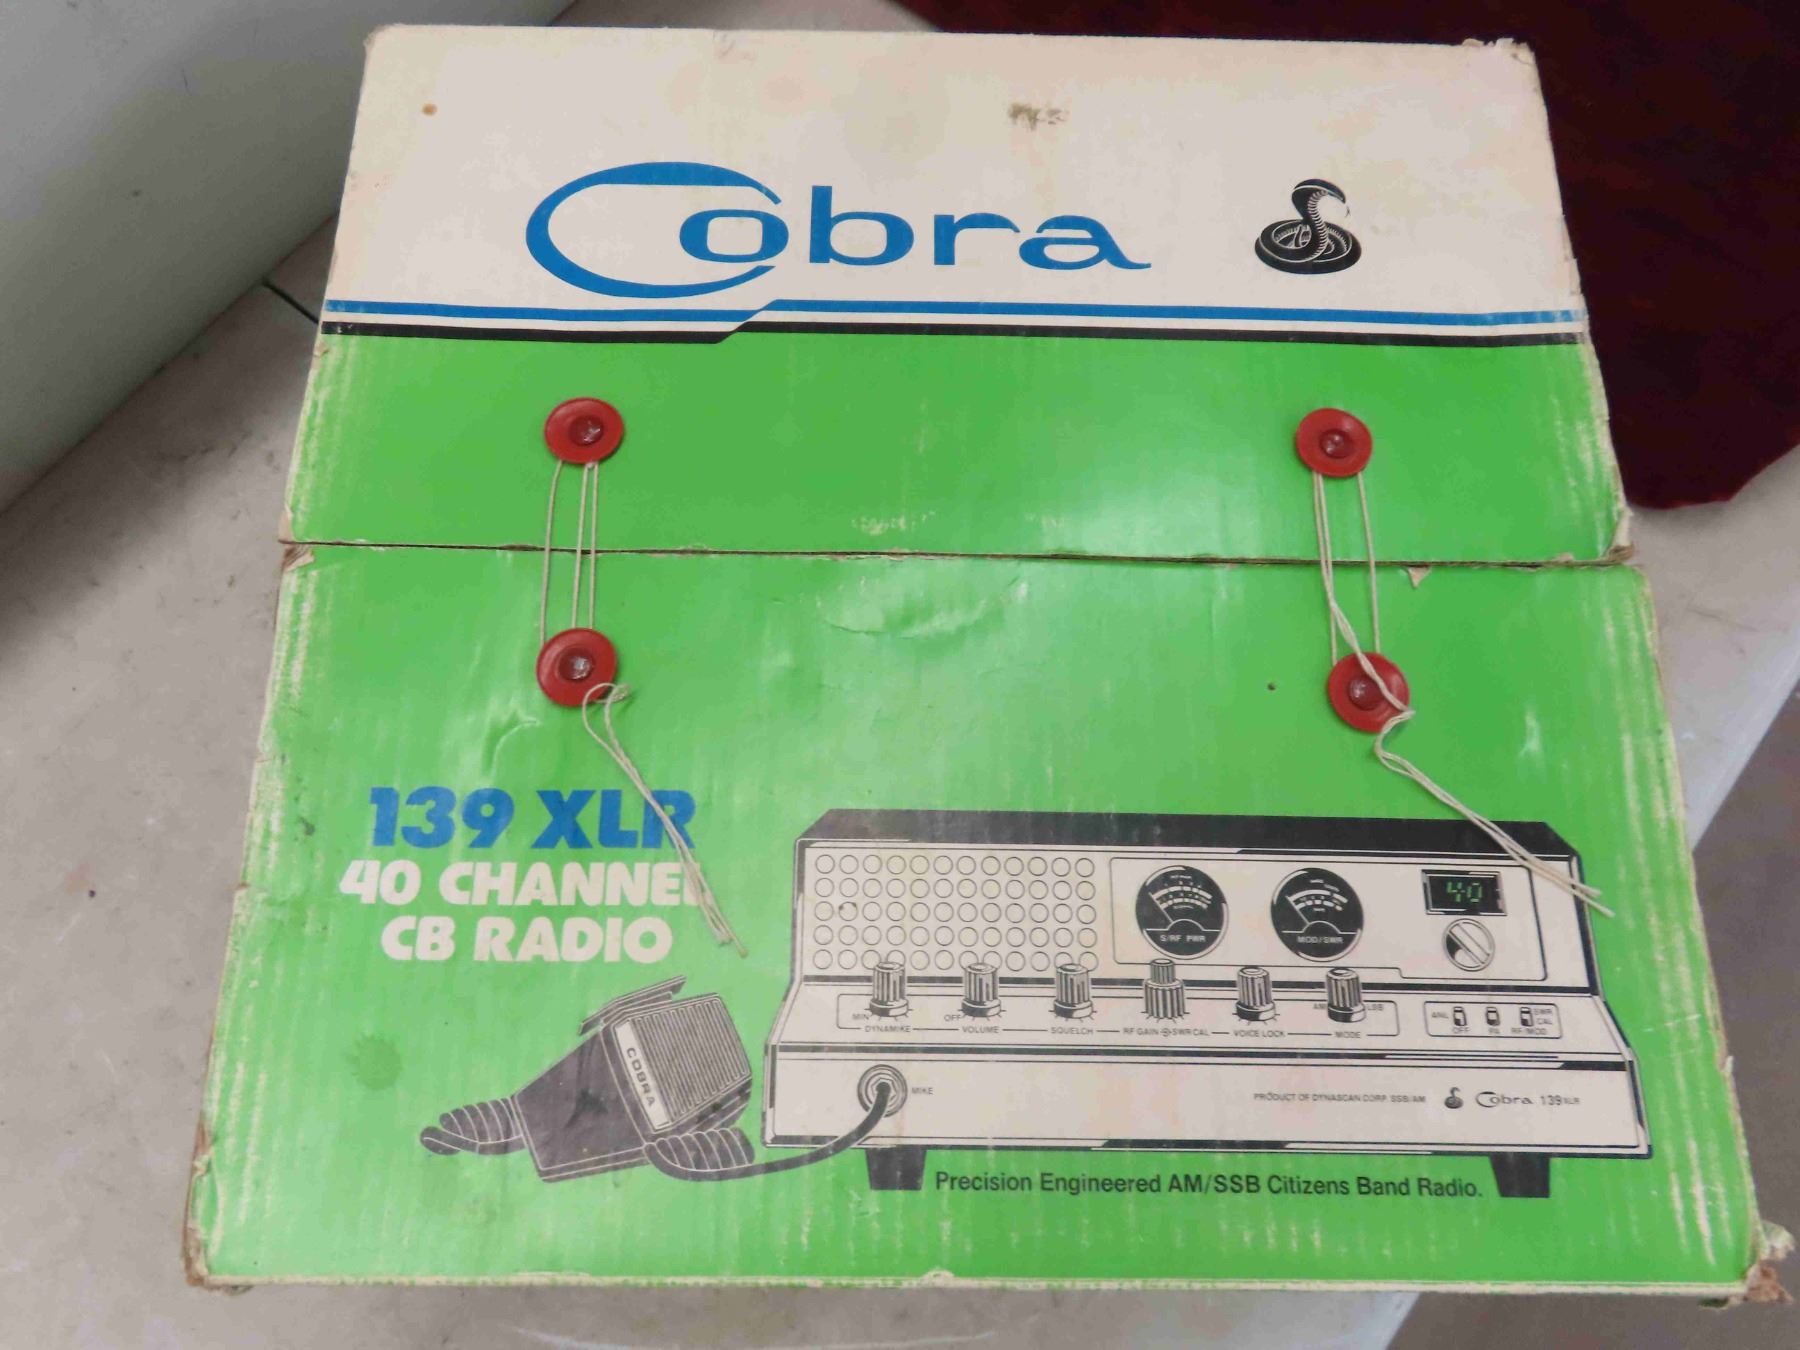 Cobra
139 XLR
40 CHANNEL
CB RADIO
S/RF PWR
MOD/SWR
40
MIN
DYNAMIKE
OFF
VOLUME
SQUELCH
RF GAIN
SWR CAL
VOICE LOCK
AM
LSB
MODE
ANL
OFF
PA
SWR
CAL
RF/MOD
COBRA
MIKE
PRODUCT OF DYNASCAN CORP. SSB/AM
Cobra 139 XLR
Precision Engineered AM/SSB Citizens Band Radio.